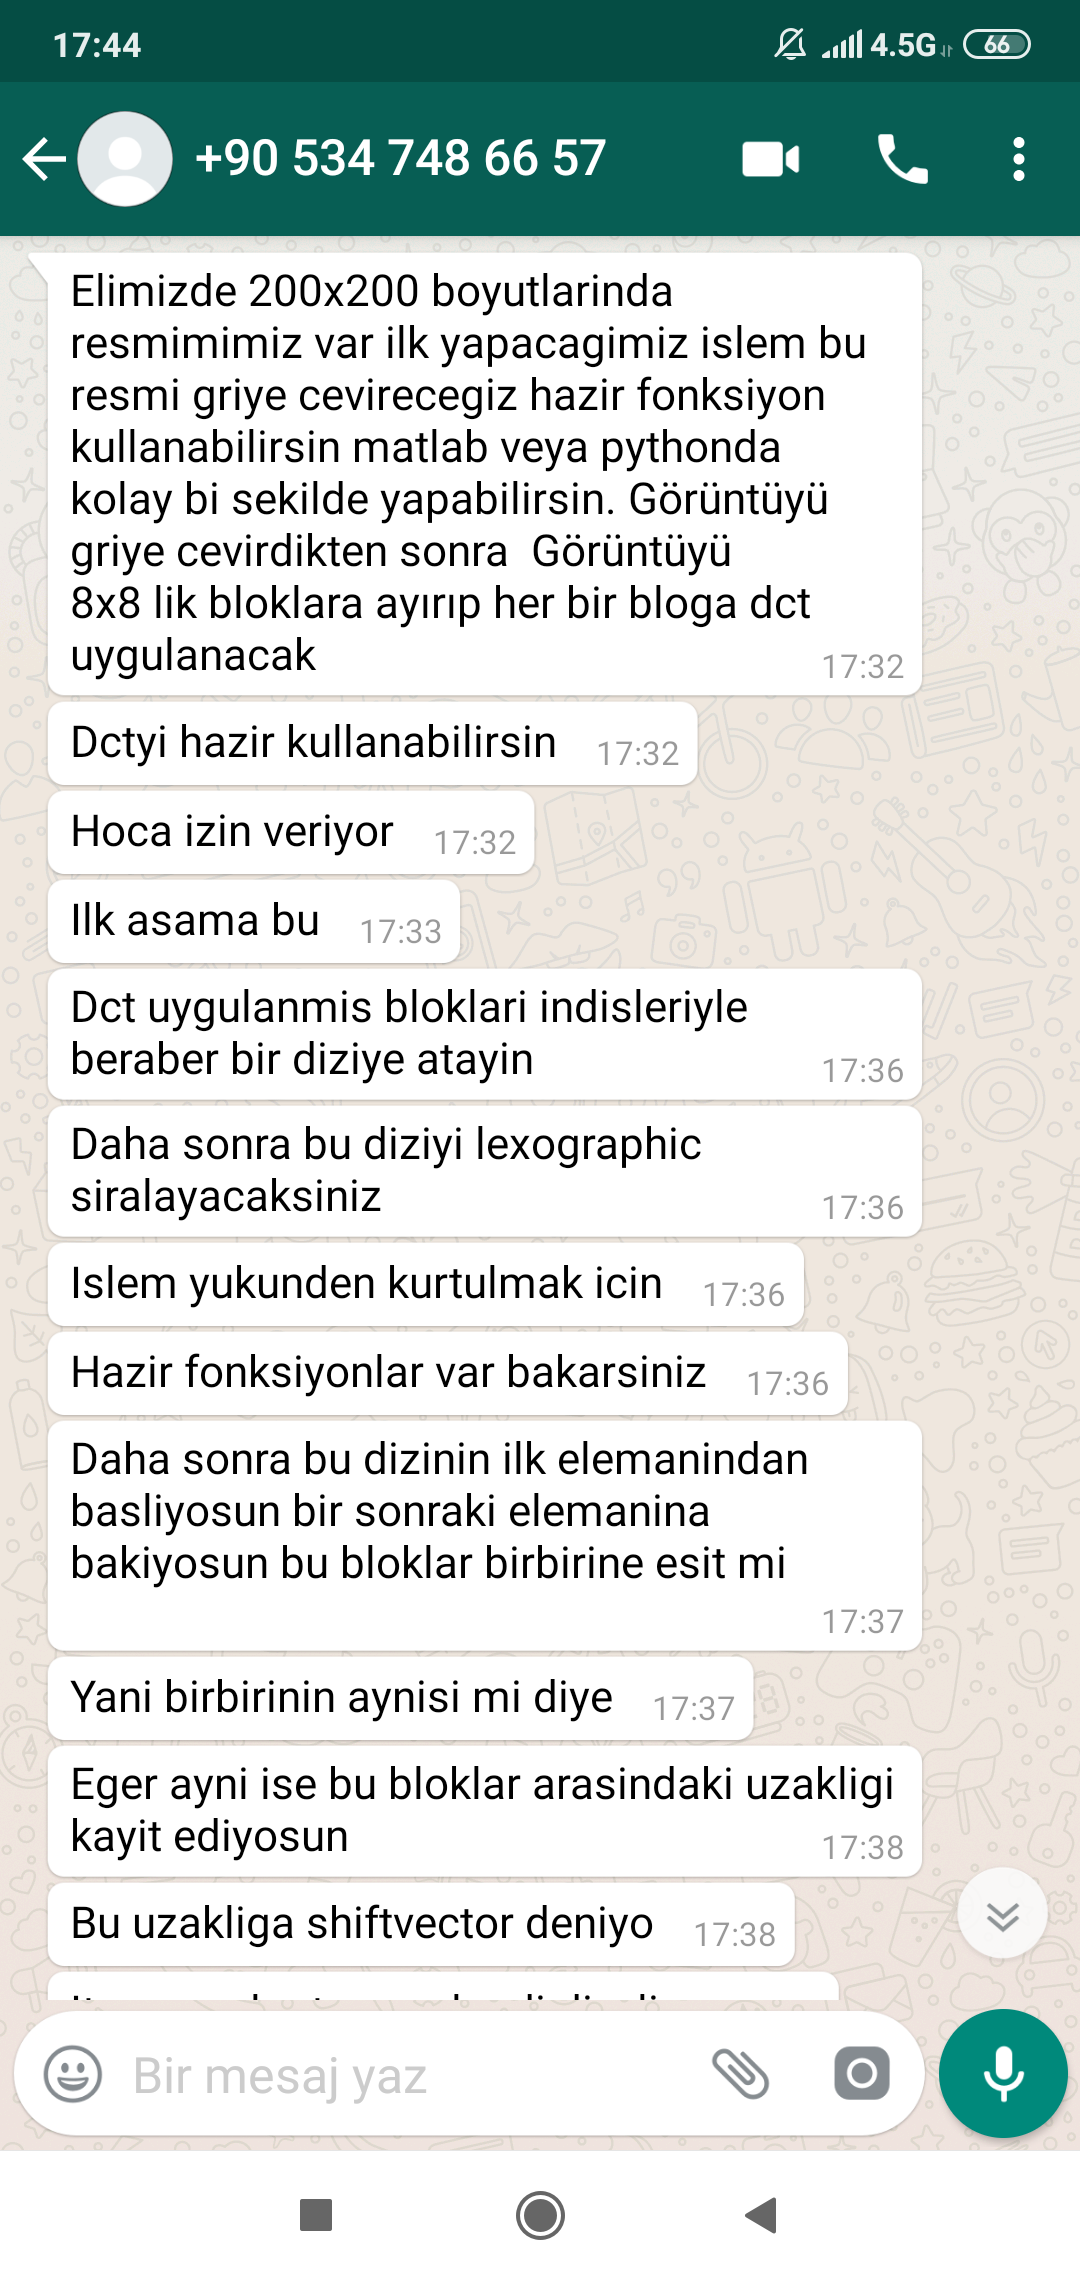 17:44
4.5G
66
+90 534 748 66 57
Elimizde 200x200 boyutlarinda
resmimimiz var ilk yapacagimiz islem bu
resmi griye cevirecegiz hazir fonksiyon
kullanabilirsin matlab veya pythonda
kolay bi sekilde yapabilirsin. Görüntüyü
griye cevirdikten sonra  Görüntüyü
8x8 lik bloklara ayırıp her bir bloga dct
uygulanacak
17:32
Dctyi hazir kullanabilirsin
17:32
Hoca izin veriyor
17:32
Ilk asama bu
17:33
Dct uygulanmis bloklari indisleriyle
beraber bir diziye atayin
17:36
Daha sonra bu diziyi lexographic
siralayacaksiniz
17:36
Islem yukunden kurtulmak icin
17:36
Hazir fonksiyonlar var bakarsiniz
17:36
Daha sonra bu dizinin ilk elemanindan
basliyosun bir sonraki elemanina
bakiyosun bu bloklar birbirine esit mi
17:37
Yani birbirinin aynisi mi diye
17:37
Eger ayni ise bu bloklar arasindaki uzakligi
kayit ediyosun
17:38
Bu uzakliga shiftvector deniyo
17:38
Bir mesaj yaz